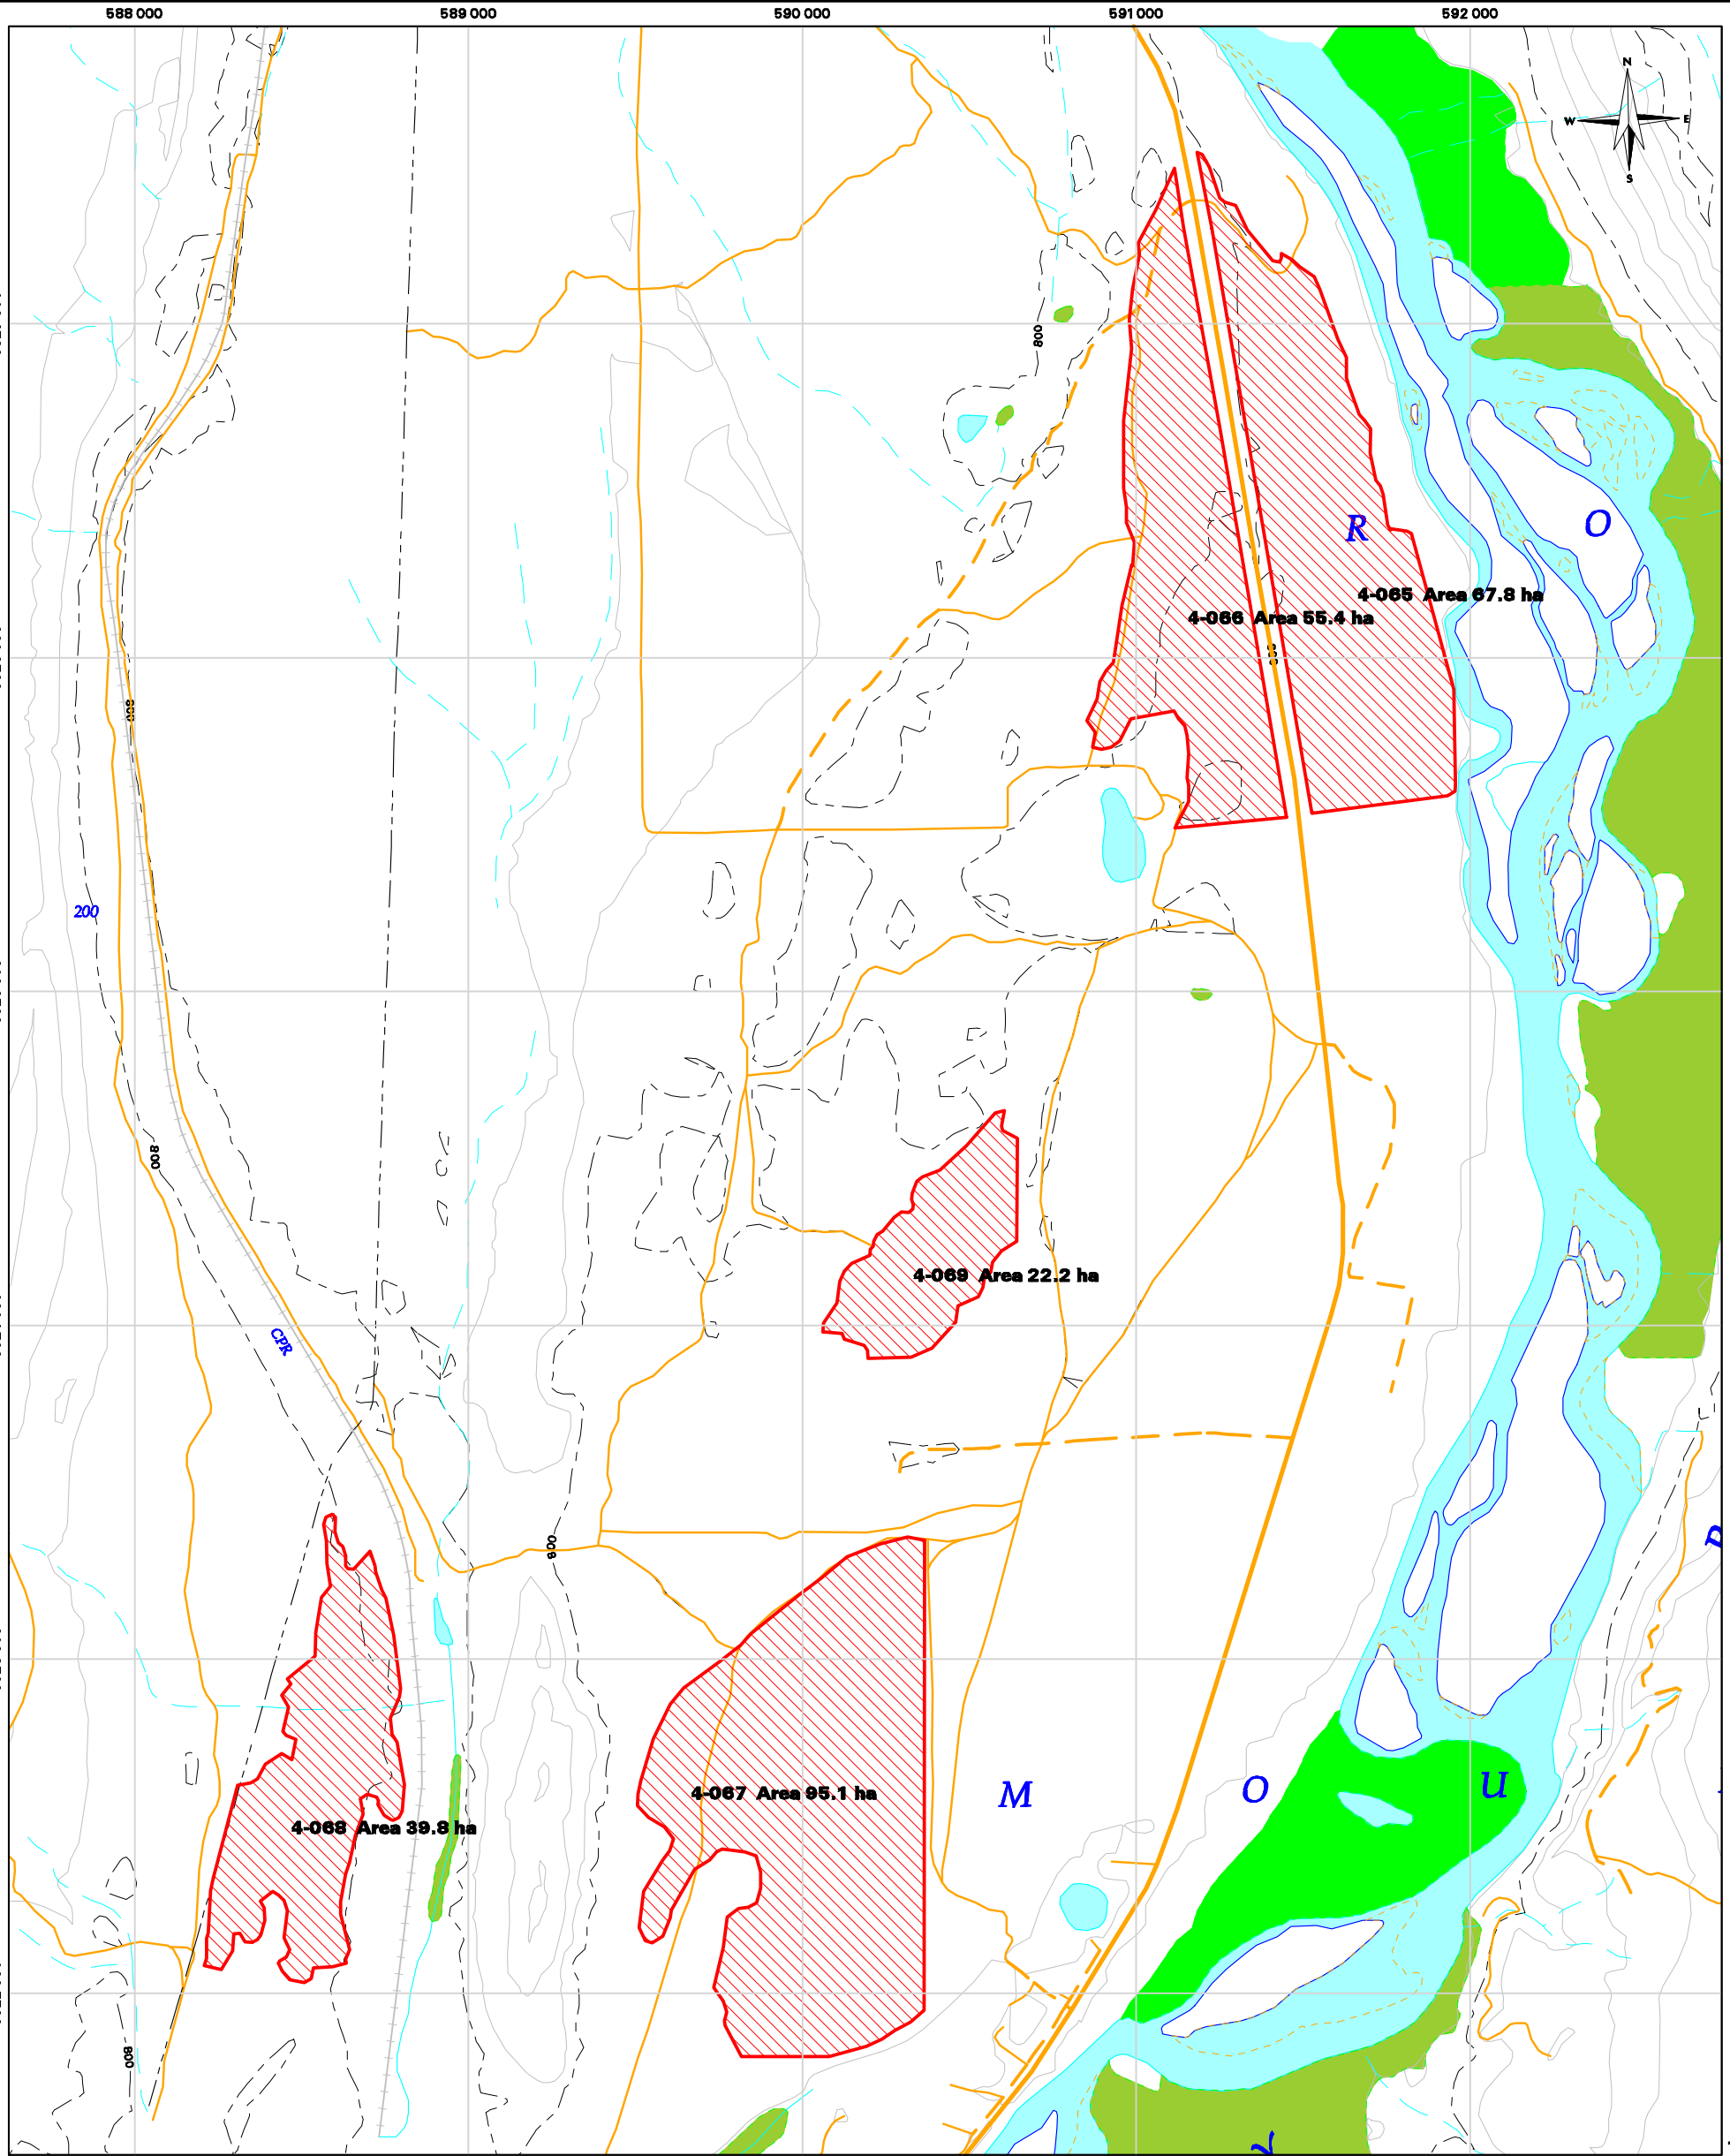 588 000 589 000 590 000 591 000 592 000
N
W E
S
800
R O
4-065 Area 67.8 ha
4-066 Area 55.4 ha
800
200
800
4-069 Area 22.2 ha
CPR
800
4-067 Area 95.1 ha
M O U
4-068 Area 39.8 ha
800